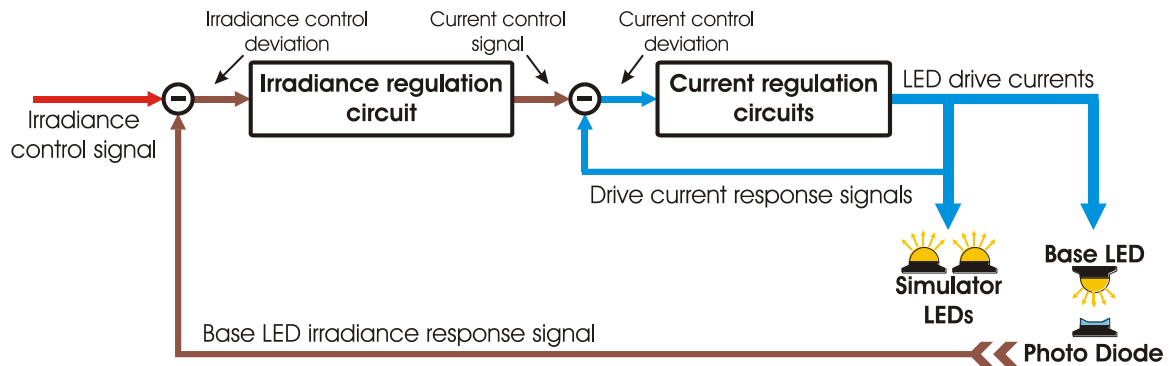 Irradiance control
deviation
Current control
signal
Current control
deviation
Irradiance regulation
circuit
Current regulation
circuits
LED drive currents
Irradiance
control signal
Drive current response signals
Simulator
LEDs
Base LED
Base LED irradiance response signal
Photo Diode